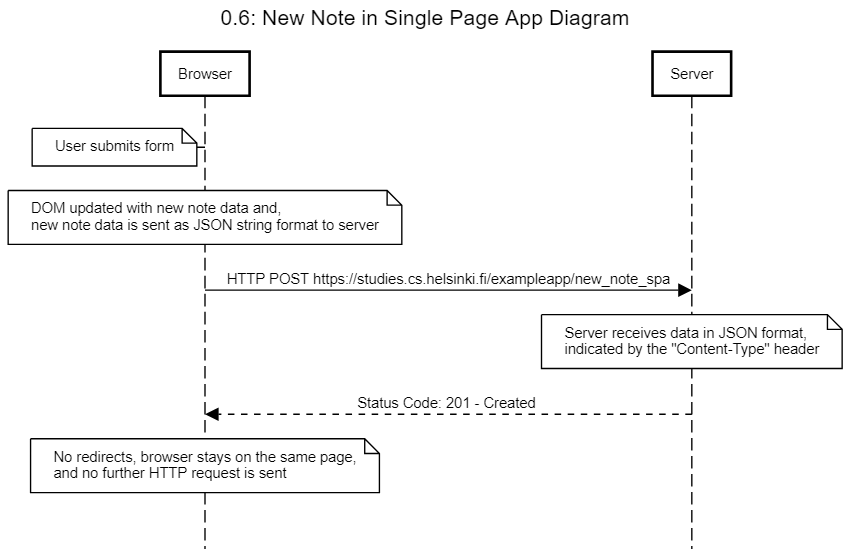 0.6: New Note in Single Page App Diagram
Browser
Server
User submits form
DOM updated with new note data and,
new note data is sent as JSON string format to server
HTTP POST https://studies.cs.helsinki.fi/exampleapp/new_note_spa
Server receives data in JSON format,
indicated by the "Content-Type" header
Status Code: 201 - Created
No redirects, browser stays on the same page,
and no further HTTP request is sent